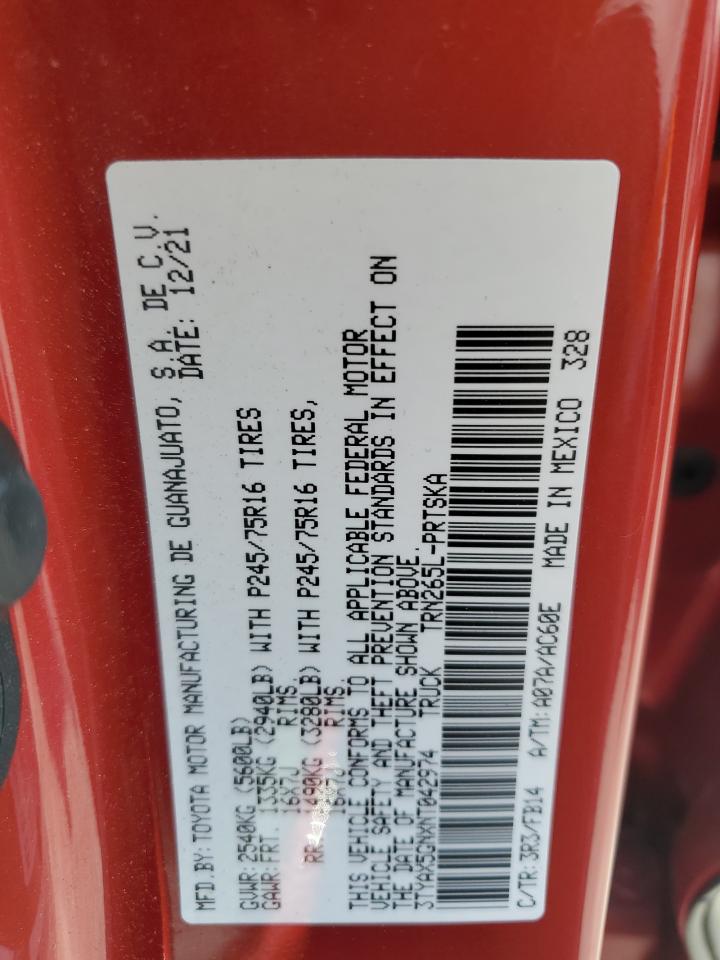 MFD.BY: TOYOTA MOTOR MANUFACTURING DE GUANAJUATO, S.A. DE C.V.
DATE: 12/21
GVWR: 2540KG (5600LB)
GAWR: FRT. 1335KG (2940LB) WITH P245/75R16 TIRES
16X7J RIMS,
RR. 1490KG (3280LB) WITH P245/75R16 TIRES,
16X7J RIMS.
THIS VEHICLE CONFORMS TO ALL APPLICABLE FEDERAL MOTOR
VEHICLE SAFETY AND THEFT PREVENTION STANDARDS IN EFFECT ON
THE DATE OF MANUFACTURE SHOWN ABOVE.
3TYAX5GNXNT042974 TRUCK TRN265L-PRTSKA
C/TR: 3R3/FB14 A/TM: A07A/AC60E MADE IN MEXICO 328